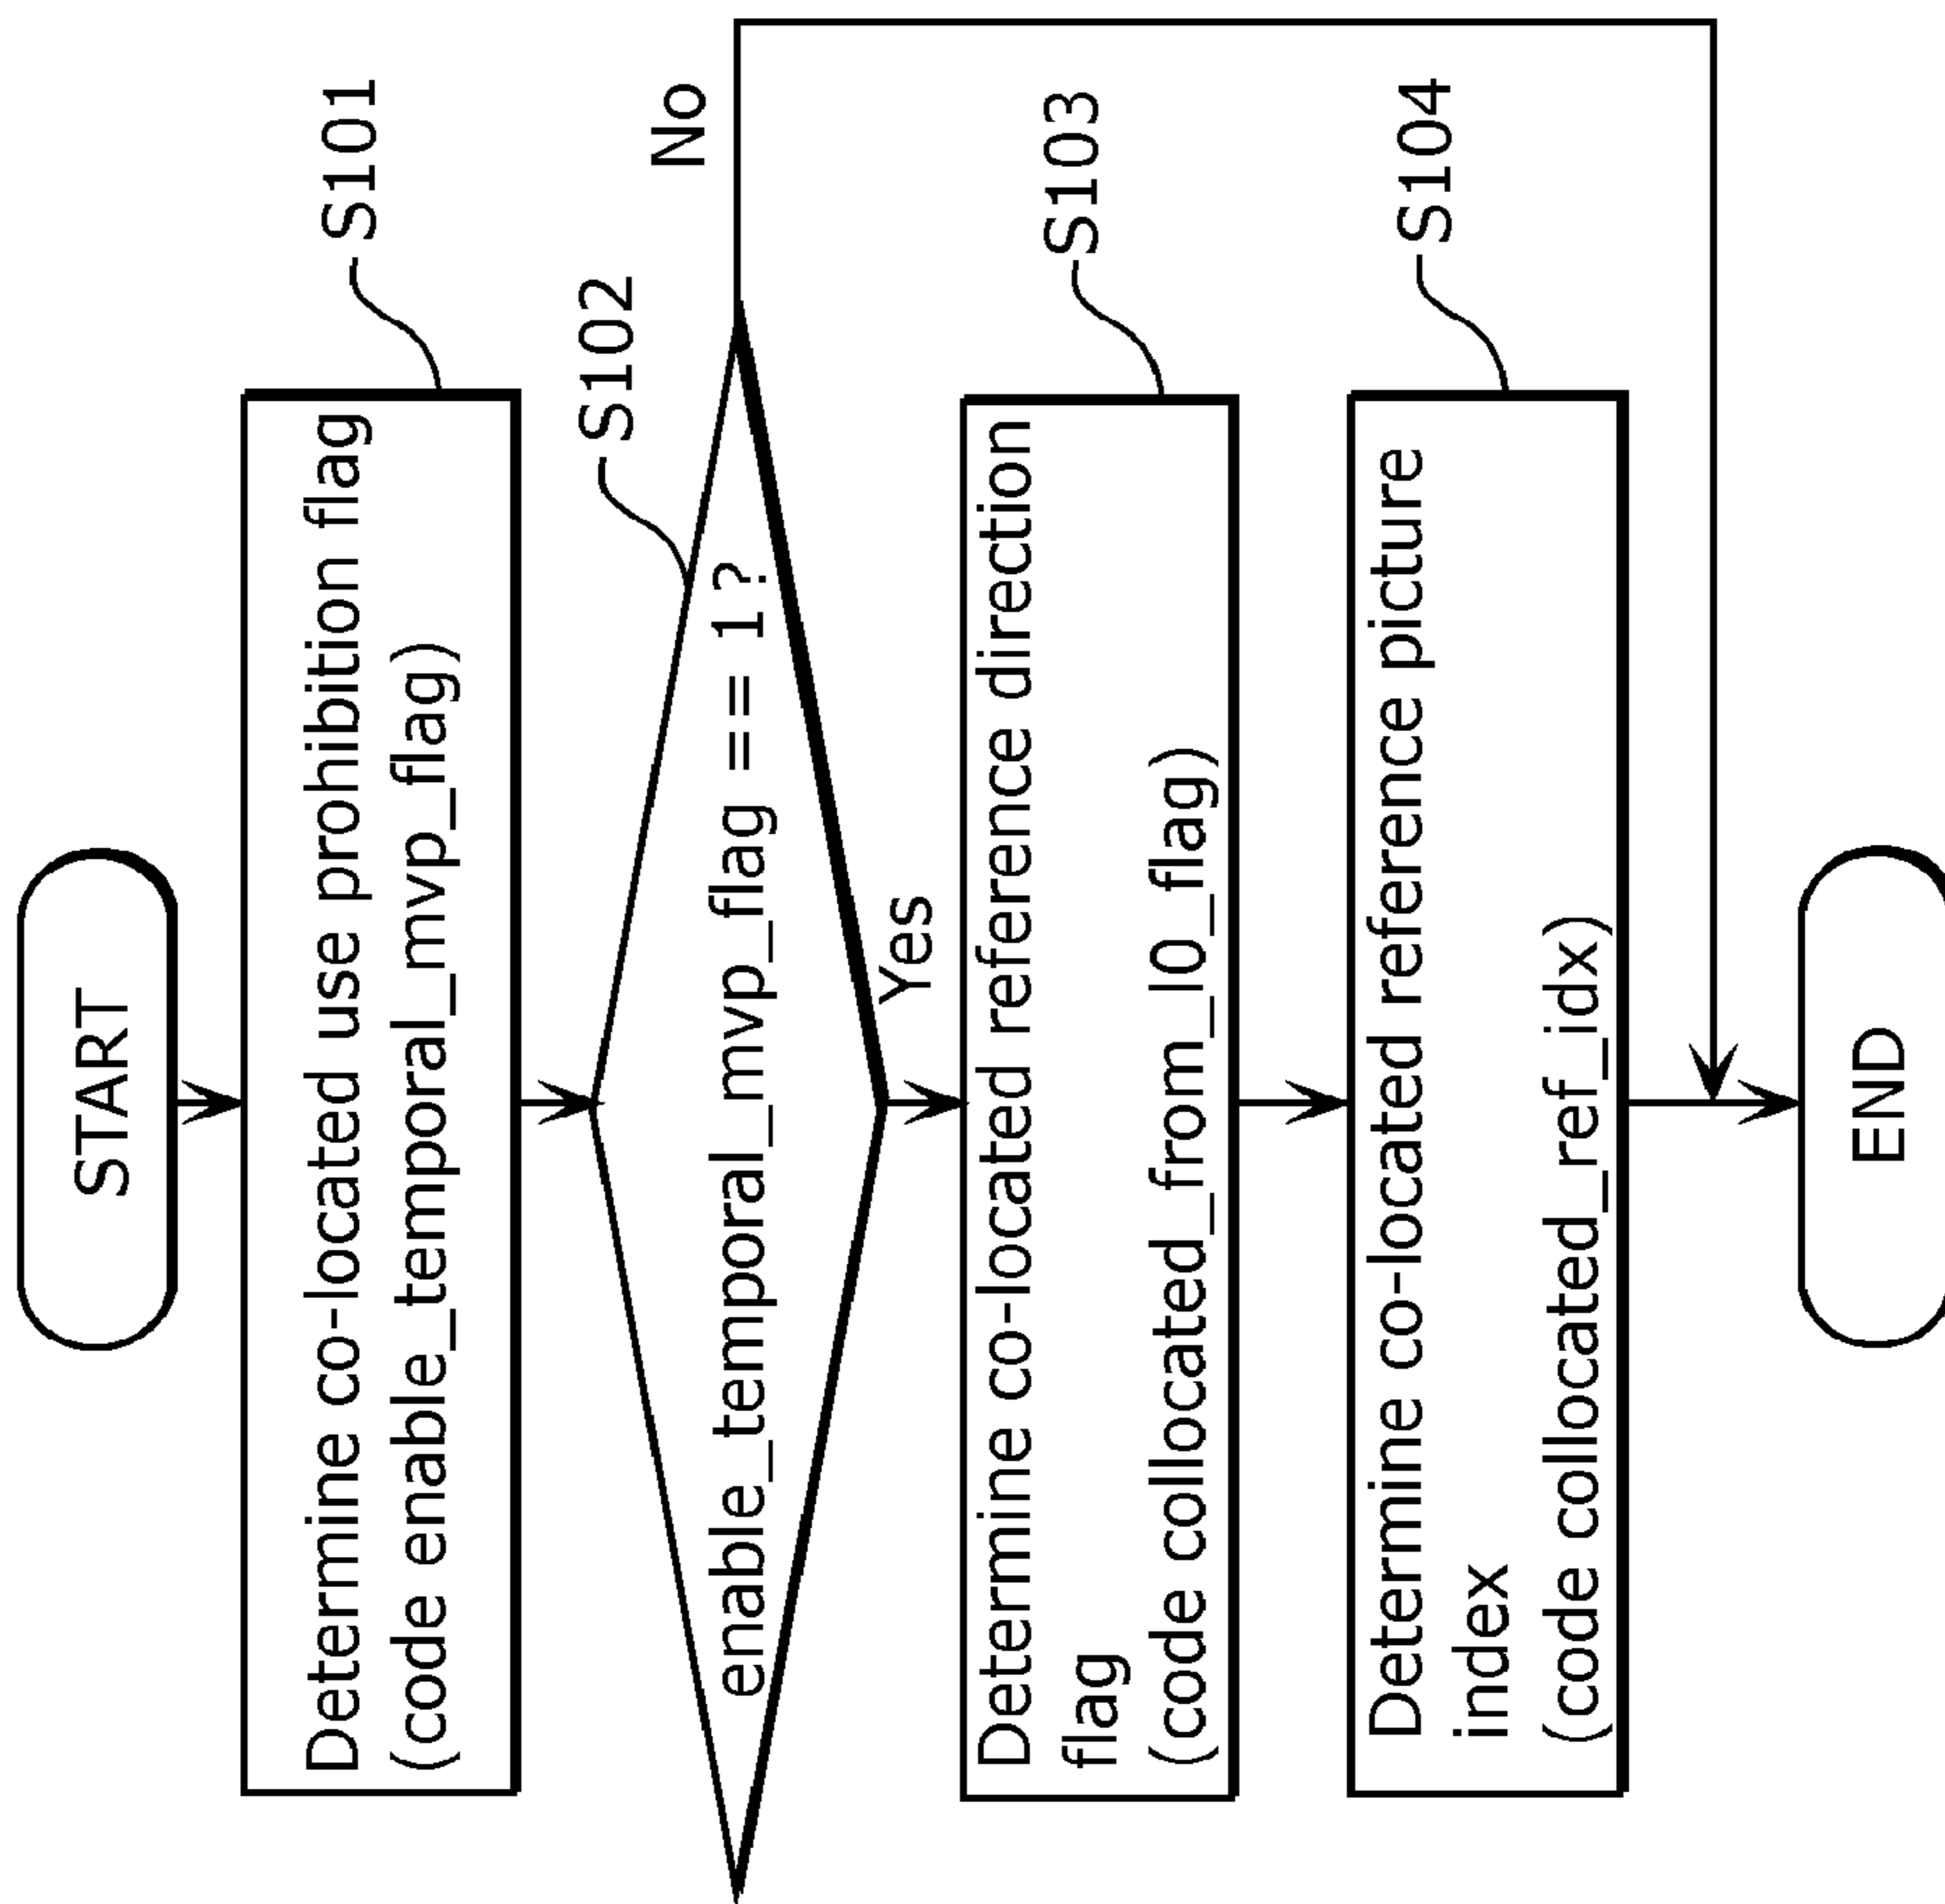 START
Determine co-located use prohibition flag
(code enable_temporal_mvp_flag)
S101
enable_temporal_mvp_flag == 1?
S102
No
Yes
Determine co-located reference direction
flag
(code collocated_from_l0_flag)
S103
Determine co-located reference picture
index
(code collocated_ref_idx)
S104
END